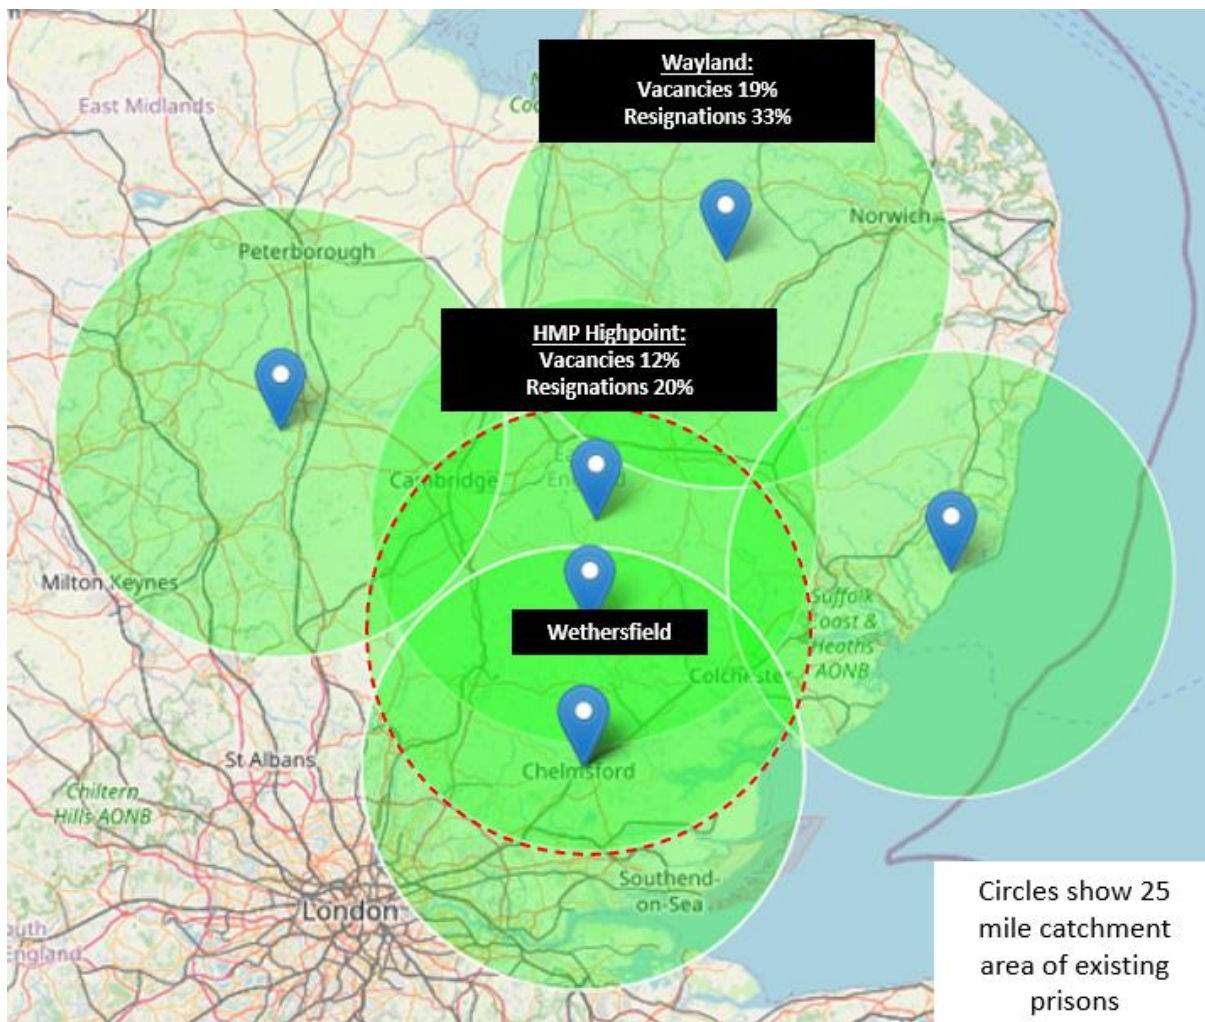 Wayland:
Vacancies 19%
Resignations 33%
East Midlands
Norwich
Peterborough
HMP Highpoint:
Vacancies 12%
Resignations 20%
Cambridge
Milton Keynes
Wethersfield
Suffolk
Coast &
Heaths
AONB
Colchester
St Albans
Chelmsford
Chiltern
Hills AONB
Southend-
on-Sea
London
England
Circles show 25
mile catchment
area of existing
prisons